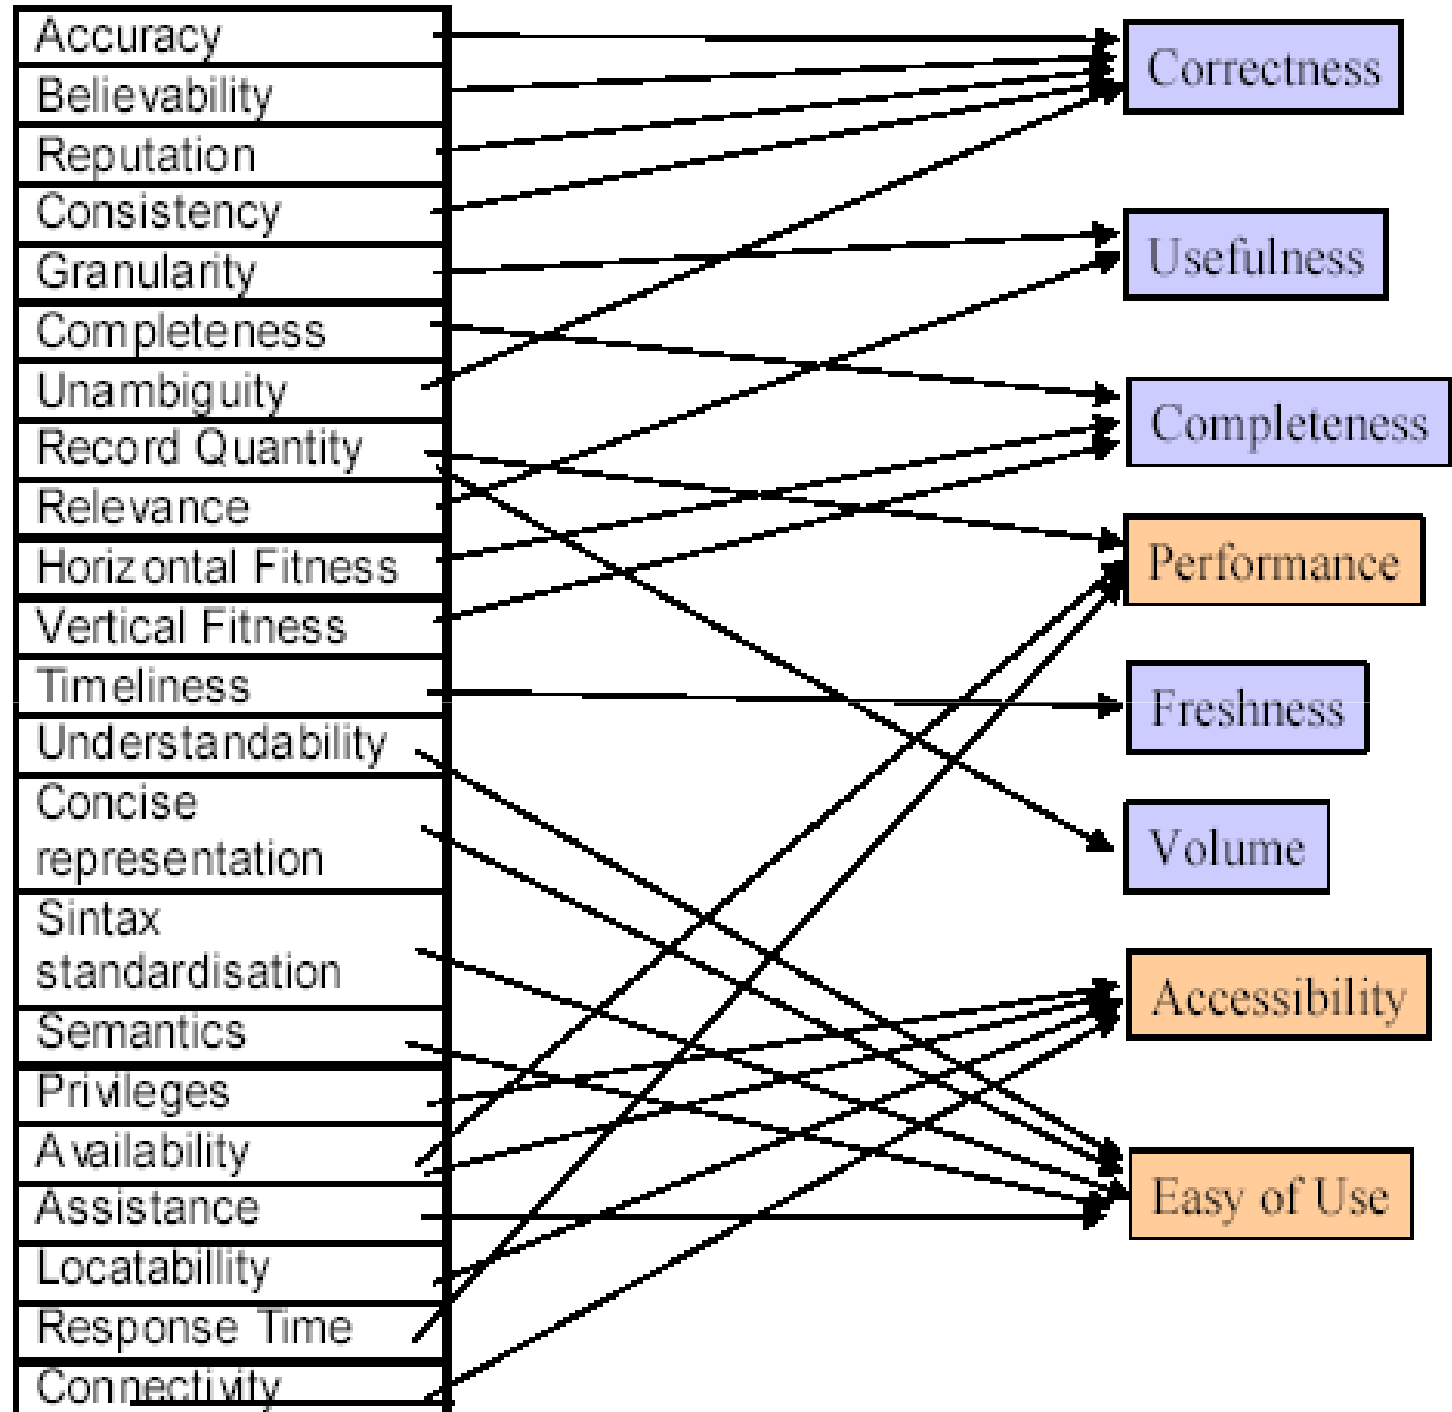 Accuracy
Believability
Reputation
Consistency
Granularity
Completeness
Unambiguity
Record Quantity
Relevance
Horizontal Fitness
Vertical Fitness
Timeliness
Understandability
Concise
representation
Sintax
standardisation
Semantics
Privileges
Availability
Assistance
Locatabillity
Response Time
Connectivity
Correctness
Usefulness
Completeness
Performance
Freshness
Volume
Accessibility
Easy of Use